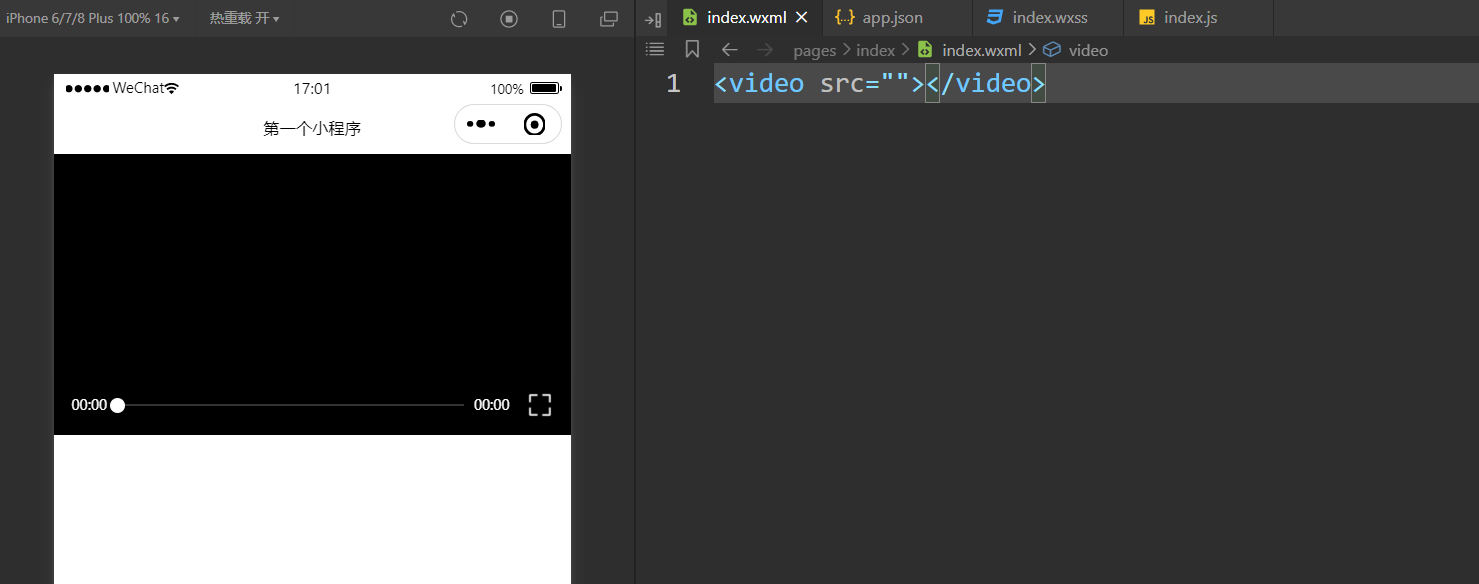 iPhone 6/7/8 Plus 100% 16 热重载 开
index.wxml app.json index.wxss index.js
pages index index.wxml video
WeChat 17:01 100%
第一个小程序
1 <video src=""></video>
00:00 00:00